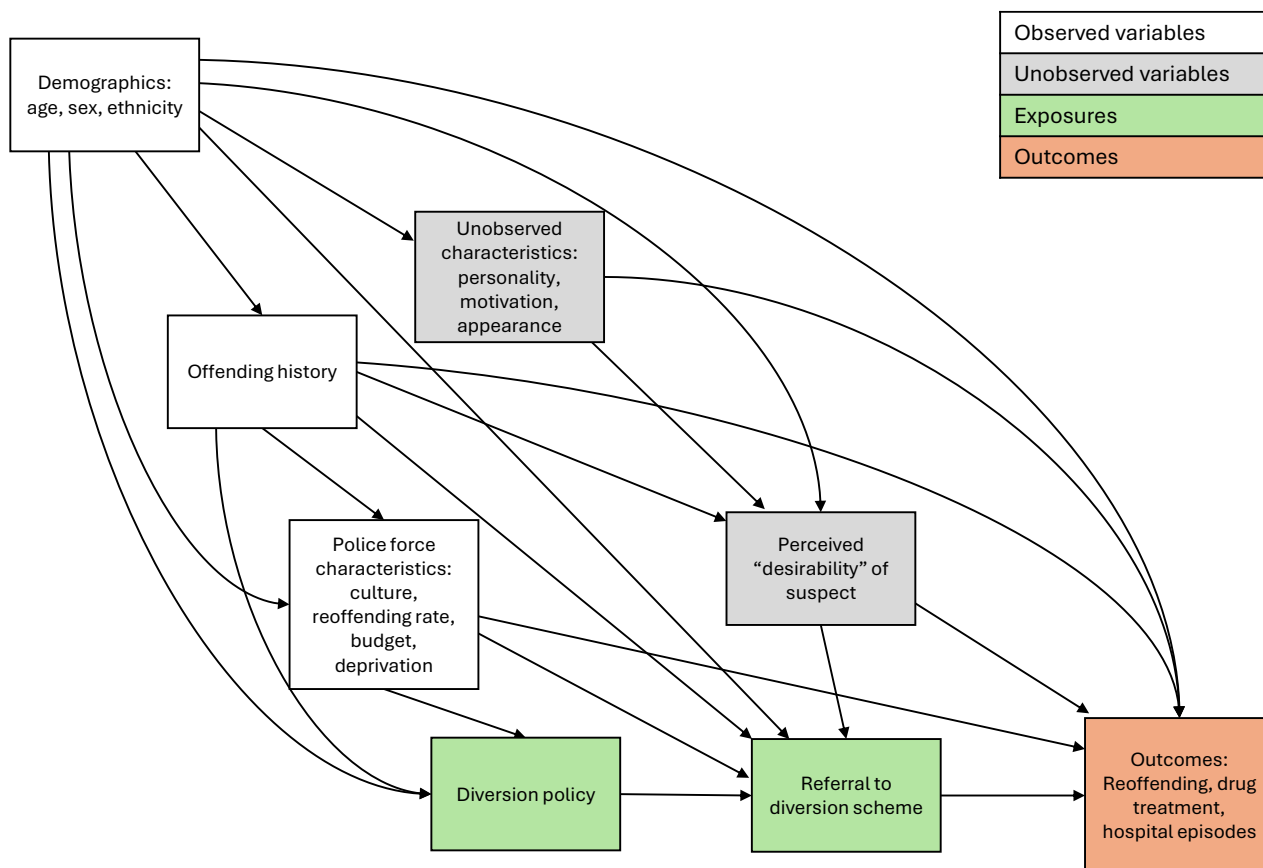 Observed variables
Unobserved variables
Exposures
Outcomes
Demographics:
age, sex, ethnicity
Unobserved
characteristics:
personality,
motivation,
appearance
Offending history
Police force
characteristics:
culture,
reoffending rate,
budget,
deprivation
Perceived
“desirability” of
suspect
Diversion policy
Referral to
diversion scheme
Outcomes:
Reoffending, drug
treatment,
hospital episodes